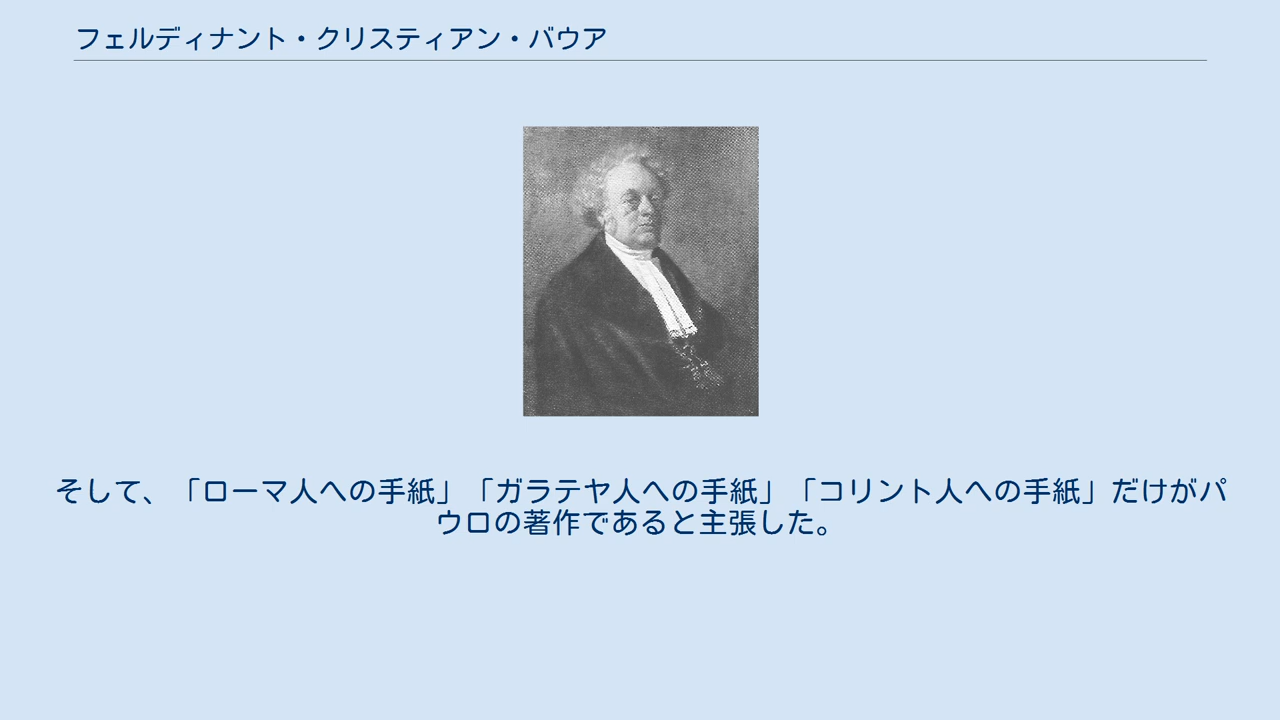 フェルディナント・クリスティアン・バウア
そして、「ローマ人への手紙」「ガラテヤ人への手紙」「コリント人への手紙」だけがパ
ウロの著作であると主張した。